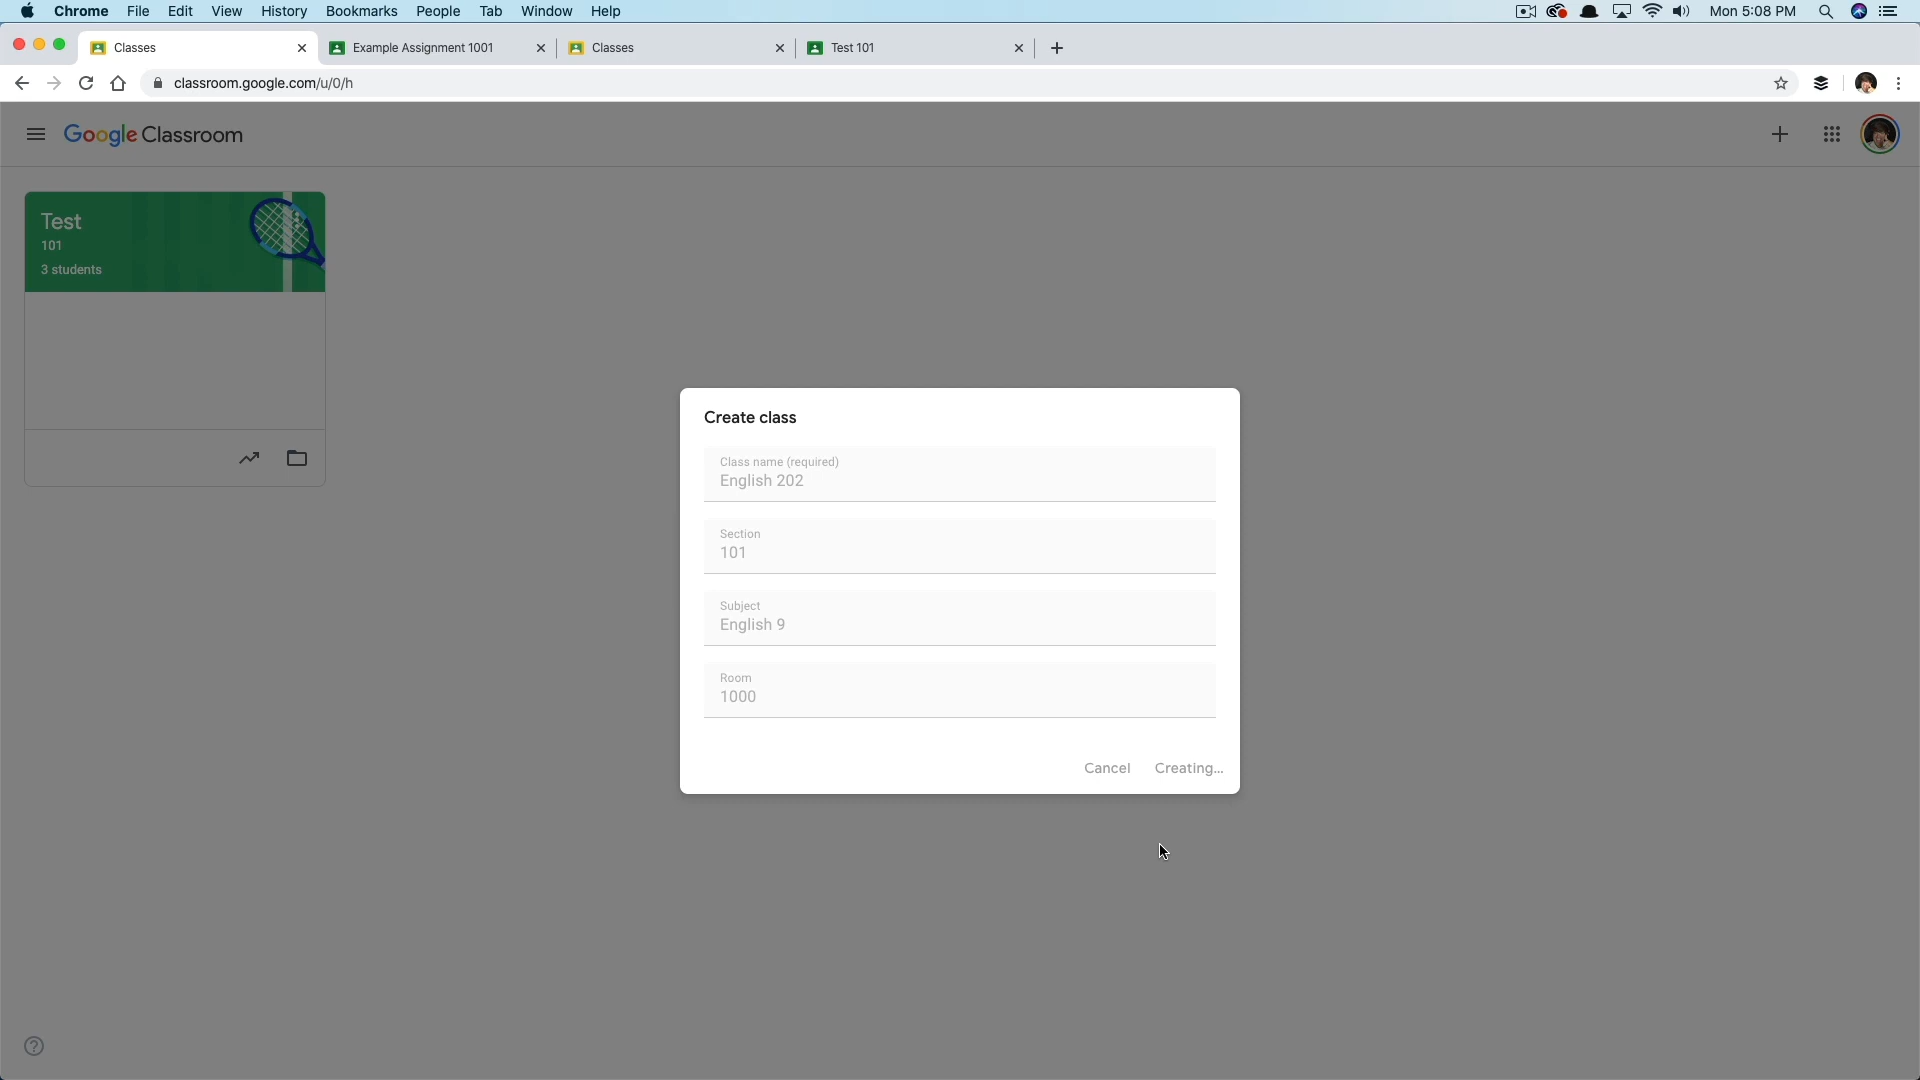 Chrome File Edit View History Bookmarks People Tab Window Help Mon 5:08 PM
Classes Example Assignment 1001 Classes Test 101
classroom.google.com/u/0/h
Google Classroom
Test
101
3 students
Create class
Class name (required)
English 202
Section
101
Subject
English 9
Room
1000
Cancel Creating...